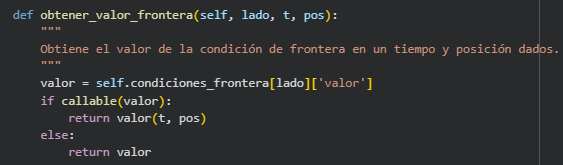 def obtener_valor_frontera(self, lado, t, pos):
    """
    Obtiene el valor de la condición de frontera en un tiempo y posición dados.
    """
    valor = self.condiciones_frontera[lado]['valor']
    if callable(valor):
        return valor(t, pos)
    else:
        return valor